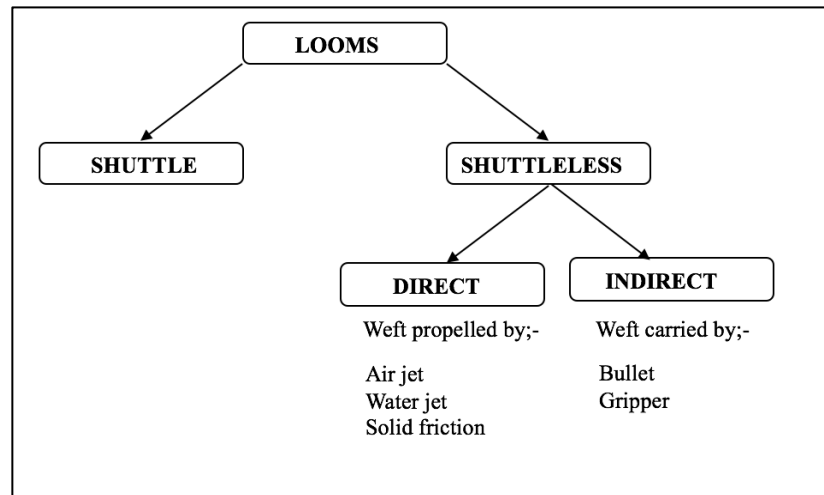 LOOMS
SHUTTLE
SHUTTLELESS
DIRECT
INDIRECT
Weft propelled by;-
Air jet
Water jet
Solid friction
Weft carried by;-
Bullet
Gripper